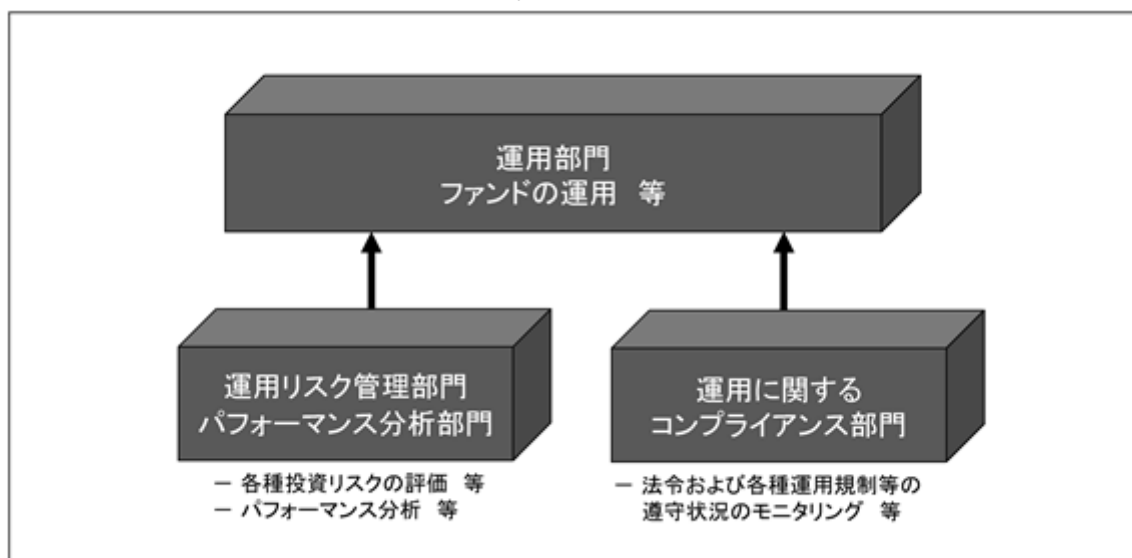 運用部門
ファンドの運用 等
運用リスク管理部門
パフォーマンス分析部門
－ 各種投資リスクの評価 等
－ パフォーマンス分析 等
運用に関する
コンプライアンス部門
－ 法令および各種運用規制等の
遵守状況のモニタリング 等